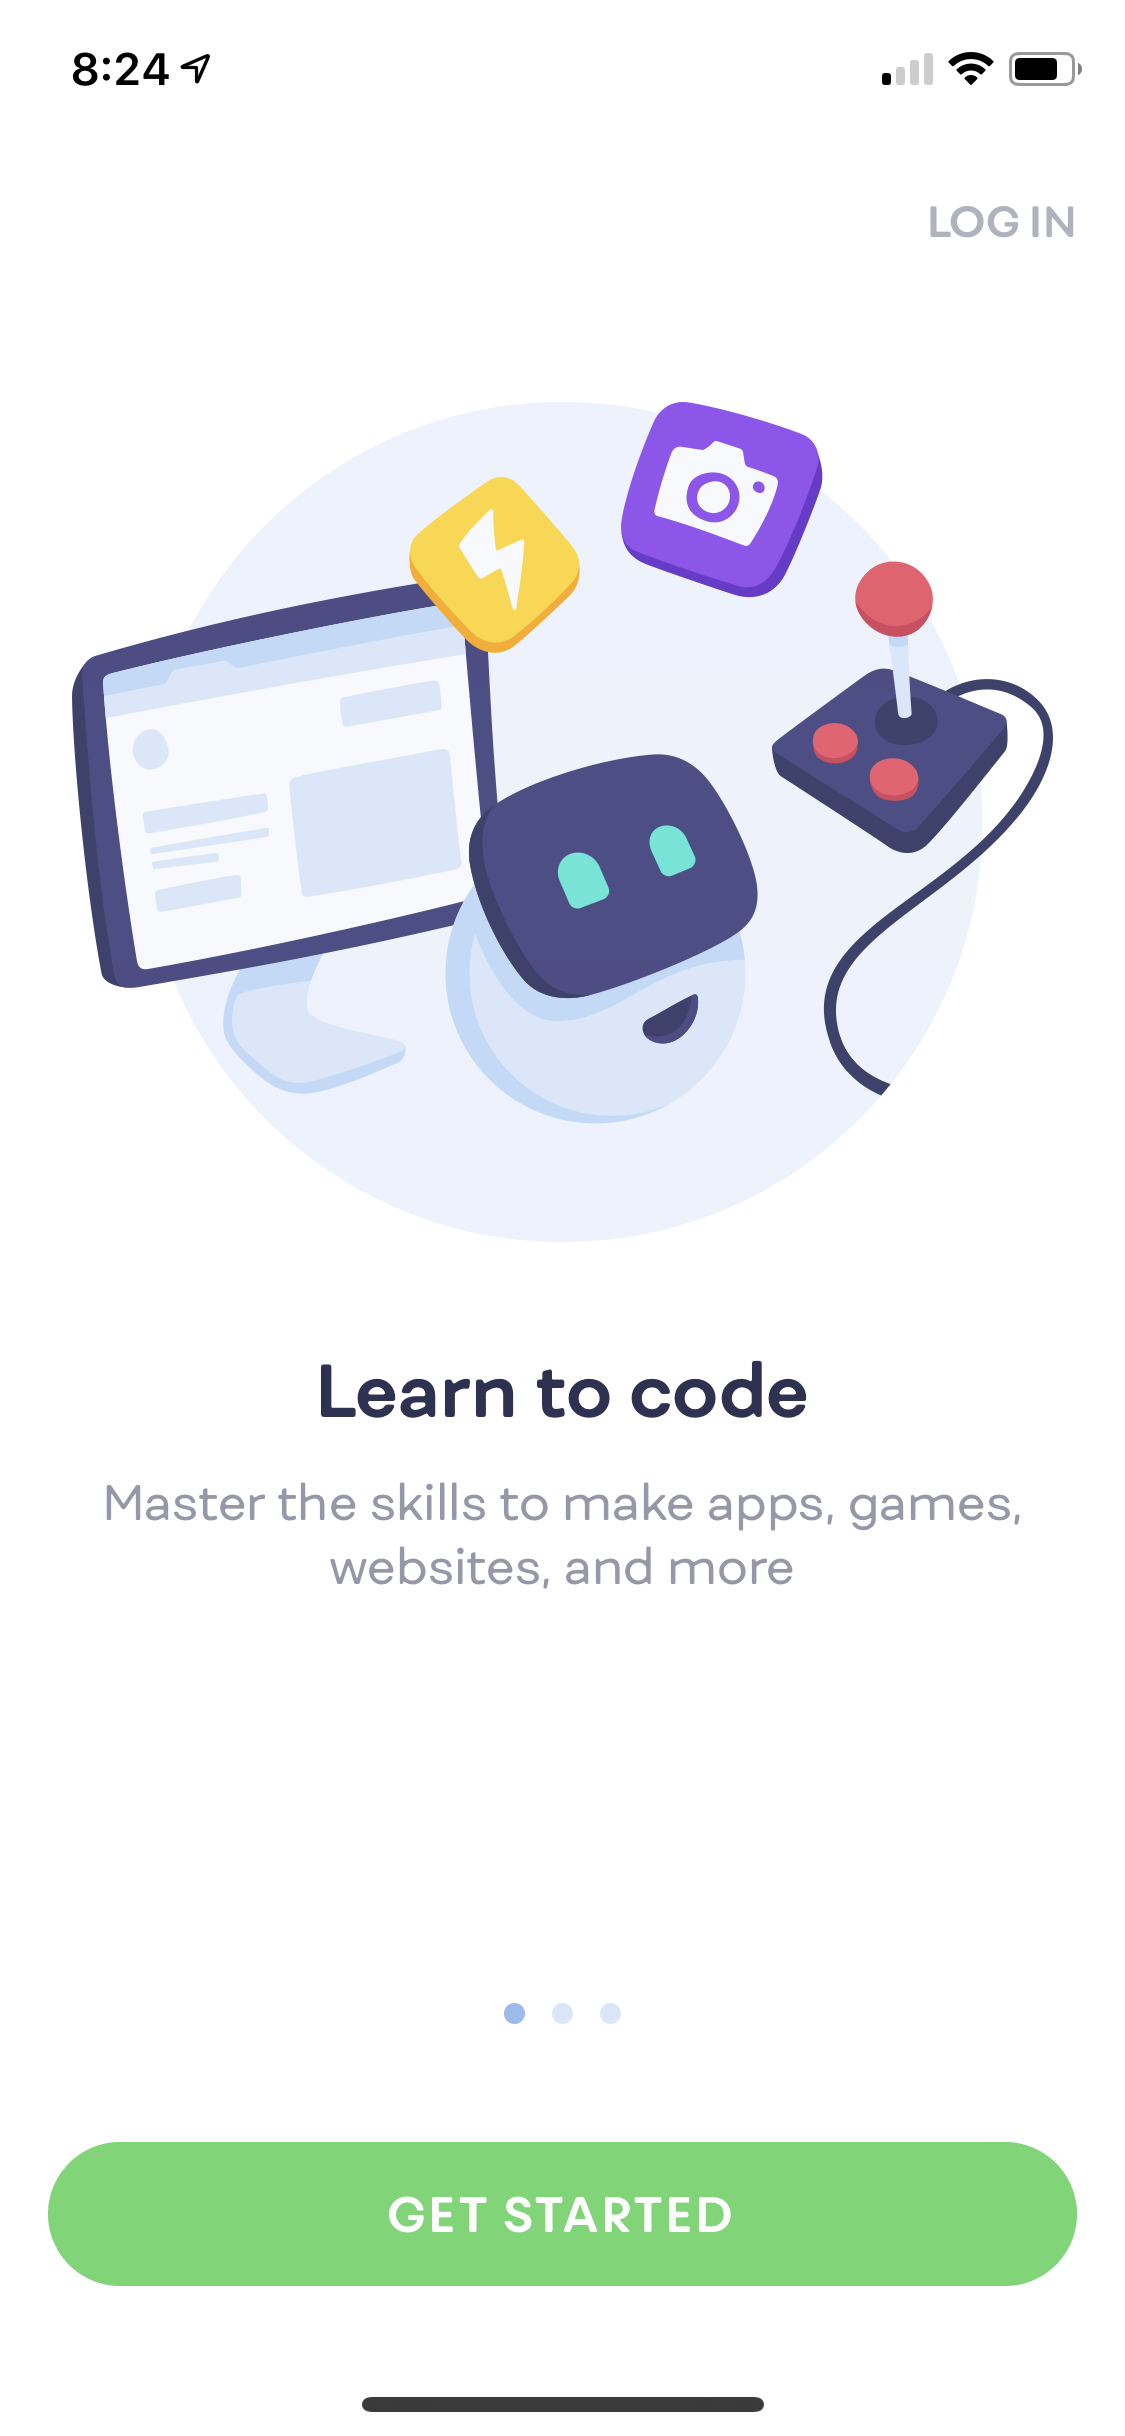 8:24
LOG IN
Learn to code
Master the skills to make apps, games,
websites, and more
GET STARTED